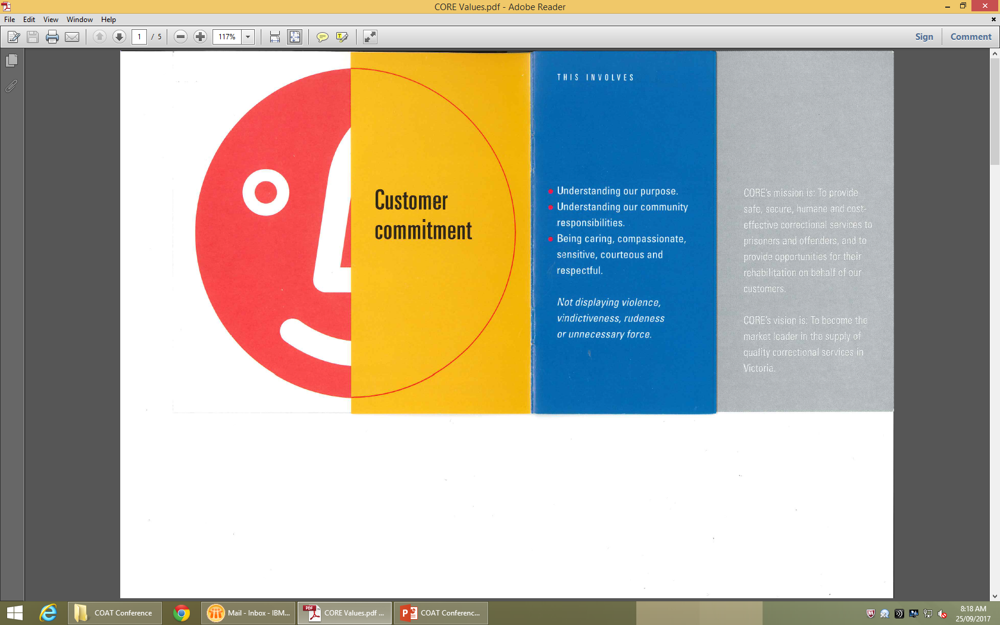 CORE Values.pdf - Adobe Reader
File Edit View Window Help
1 / 5 117% Sign Comment
Customer
commitment
THIS INVOLVES
Understanding our purpose.
Understanding our community
responsibilities.
Being caring, compassionate,
sensitive, courteous and
respectful.
Not displaying violence,
vindictiveness, rudeness
or unnecessary force.
CORE's mission is: To provide
safe, secure, humane and cost-
effective correctional services to
prisoners and offenders, and to
provide opportunities for their
rehabilitation on behalf of our
customers.
CORE's vision is: To become the
market leader in the supply of
quality correctional services in
Victoria.
COAT Conference
Mail - Inbox - IBM...
PDF
CORE Values.pdf ...
COAT Conferenc...
8:18 AM
25/09/2017